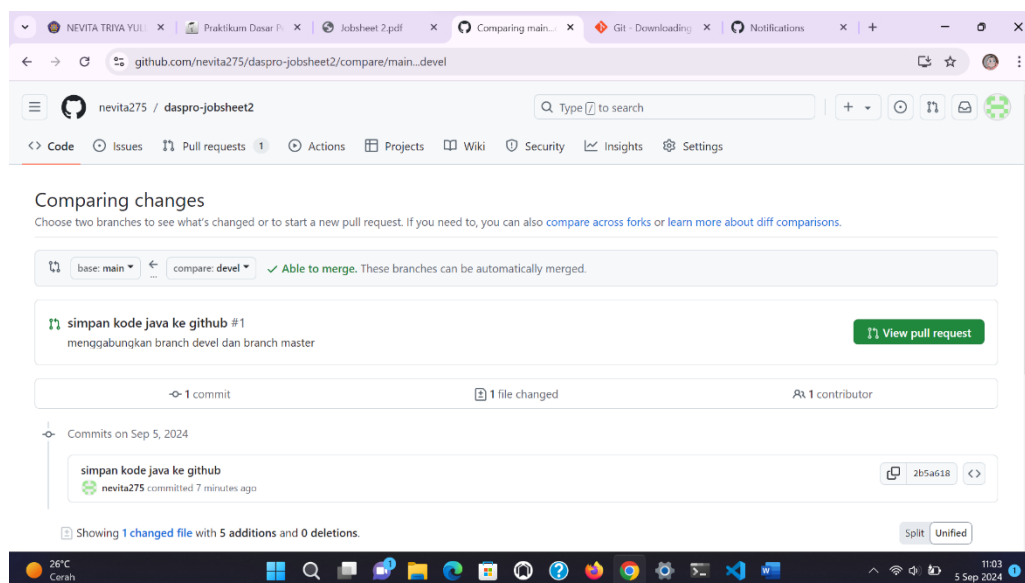 NEVITA TRIYA YULI
Praktikum Dasar P
Jobsheet 2.pdf
Comparing main...
Git - Downloading
Notifications
github.com/nevita275/daspro-jobsheet2/compare/main...devel
nevita275 / daspro-jobsheet2
Type / to search
Code
Issues
Pull requests 1
Actions
Projects
Wiki
Security
Insights
Settings
Comparing changes
Choose two branches to see what's changed or to start a new pull request. If you need to, you can also compare across forks or learn more about diff comparisons.
base: main
...
compare: devel
Able to merge. These branches can be automatically merged.
simpan kode java ke github #1
menggabungkan branch devel dan branch master
View pull request
1 commit
1 file changed
1 contributor
Commits on Sep 5, 2024
simpan kode java ke github
nevita275 committed 7 minutes ago
2b5a618
Showing 1 changed file with 5 additions and 0 deletions.
Split
Unified
26°C
Cerah
11:03
5 Sep 2024
1